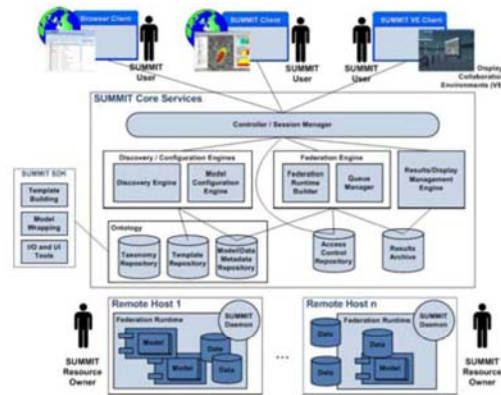 Browser Client
SUMMIT Client
SUMMIT VE Client
SUMMIT
User
SUMMIT
User
SUMMIT
User
Display
Collaboration
Environments (VE)
SUMMIT Core Services
Controller / Session Manager
Discovery / Configuration Engines
Discovery Engine
Model
Configuration
Engine
Federation Engine
Federation
Runtime
Builder
Queue
Manager
Results/Display
Management
Engine
SUMMIT SDK
Template
Building
Model
Wrapping
I/O and UI
Tools
Ontology
Taxonomy
Repository
Template
Repository
Model/Data
Metadata
Repository
Access
Control
Repository
Results
Archive
Remote Host 1
Federation Runtime
SUMMIT
Daemon
Model
Model
Data
Data
...
Remote Host n
Federation Runtime
SUMMIT
Daemon
Data
Data
Data
Model
SUMMIT
Resource
Owner
SUMMIT
Resource
Owner